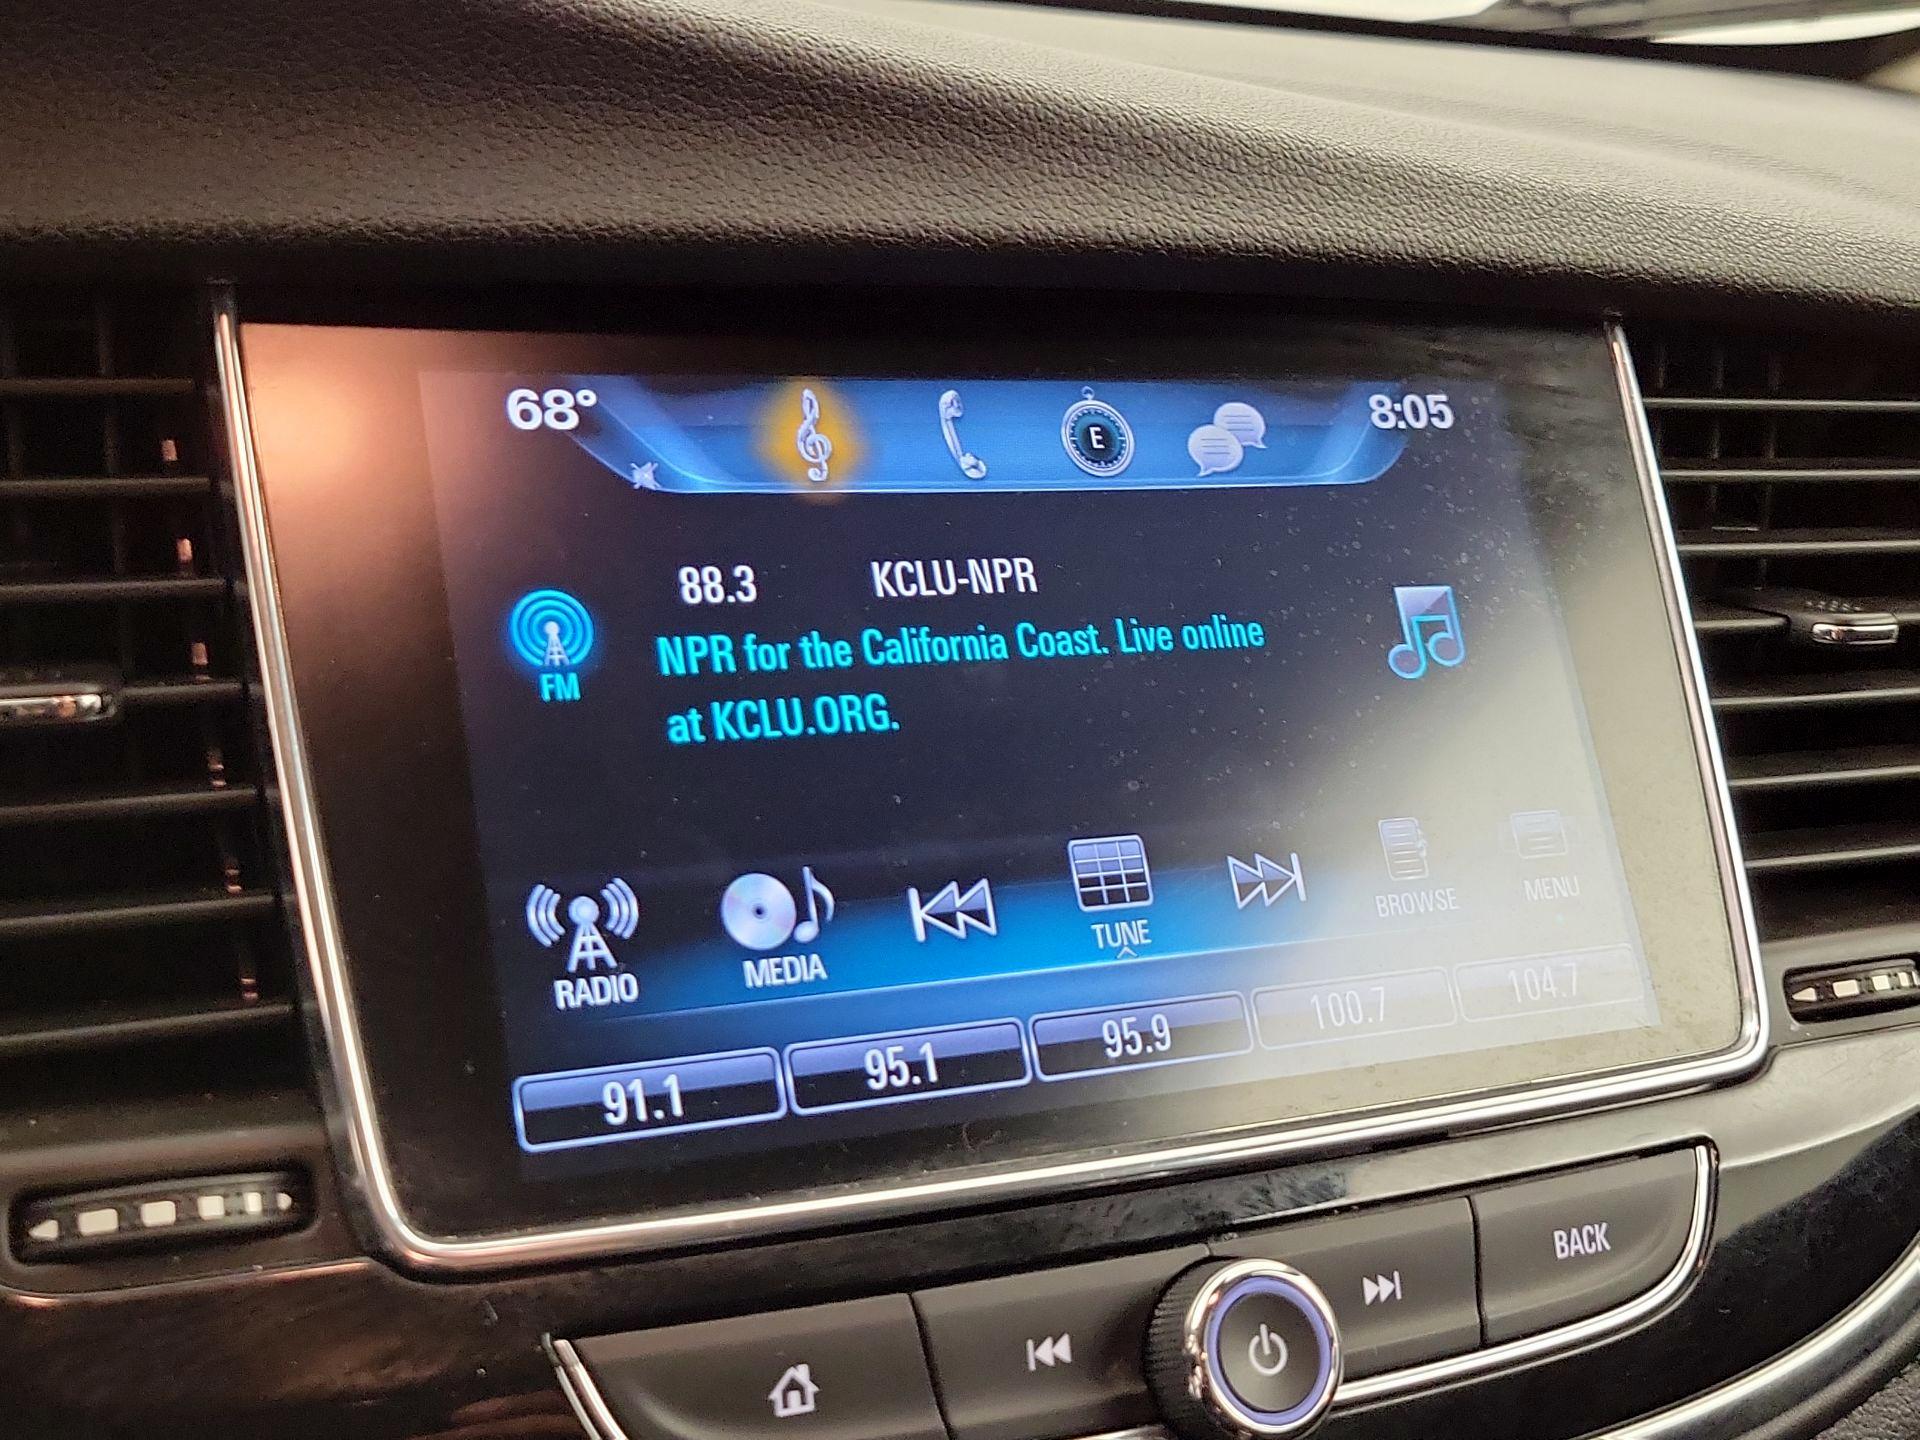 68°
E
8:05
88.3 KCLU-NPR
NPR for the California Coast. Live online
at KCLU.ORG.
FM
RADIO
MEDIA
TUNE
BROWSE
MENU
91.1
95.1
95.9
100.7
104.7
BACK